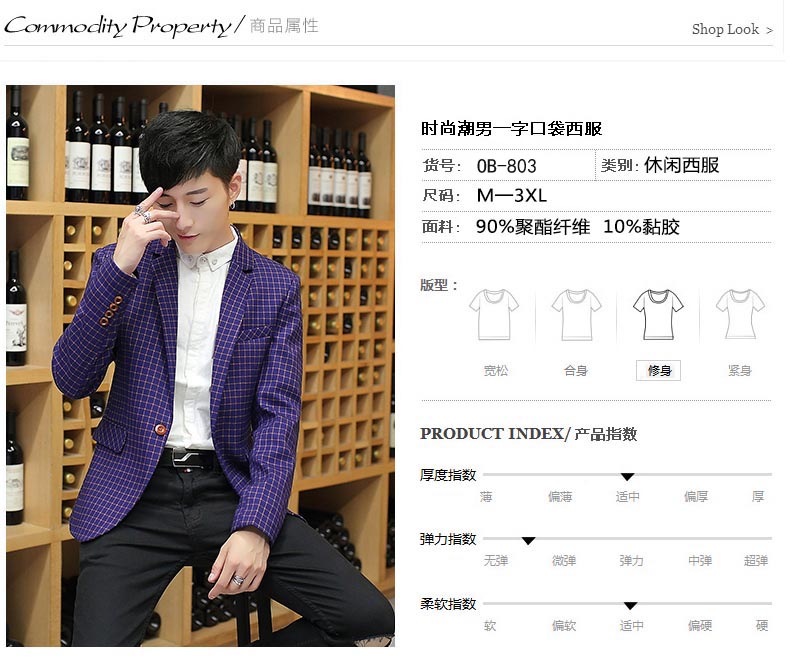 Commodity Property/ 商品属性
Shop Look >
时尚潮男一字口袋西服
货号: OB-803 类别: 休闲西服
尺码: M—3XL
面料: 90%聚酯纤维 10%黏胶
版型:
宽松 合身 修身 紧身
PRODUCT INDEX/ 产品指数
厚度指数
薄 偏薄 适中 偏厚 厚
弹力指数
无弹 微弹 弹力 中弹 超弹
柔软指数
软 偏软 适中 偏硬 硬